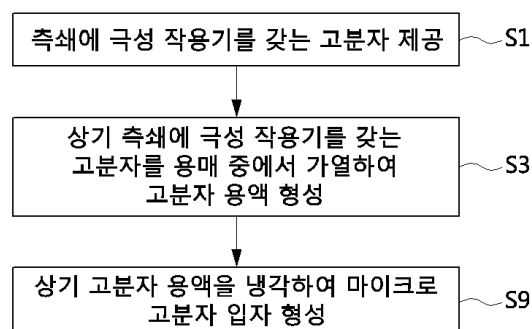 측쇄에 극성 작용기를 갖는 고분자 제공
S1
상기 측쇄에 극성 작용기를 갖는
고분자를 용매 중에서 가열하여
고분자 용액 형성
S3
상기 고분자 용액을 냉각하여 마이크로
고분자 입자 형성
S9